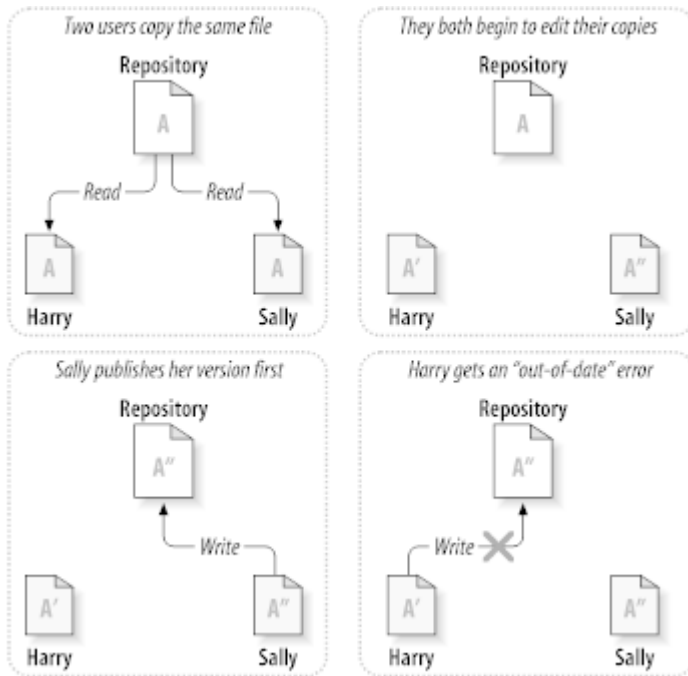 Two users copy the same file
Repository
A
Read
Read
A
A
Harry
Sally
They both begin to edit their copies
Repository
A
A′
A″
Harry
Sally
Sally publishes her version first
Repository
A″
Write
A′
A″
Harry
Sally
Harry gets an “out-of-date” error
Repository
A″
Write
A′
A″
Harry
Sally